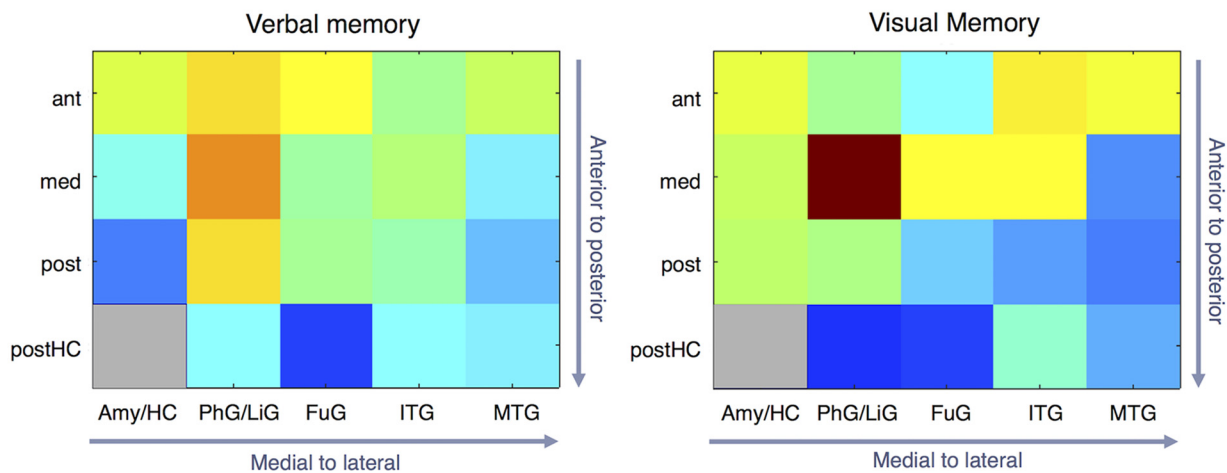 Verbal memory
ant
med
post
postHC
Amy/HC PhG/LiG FuG ITG MTG
Medial to lateral
Anterior to posterior
Visual Memory
ant
med
post
postHC
Amy/HC PhG/LiG FuG ITG MTG
Medial to lateral
Anterior to posterior